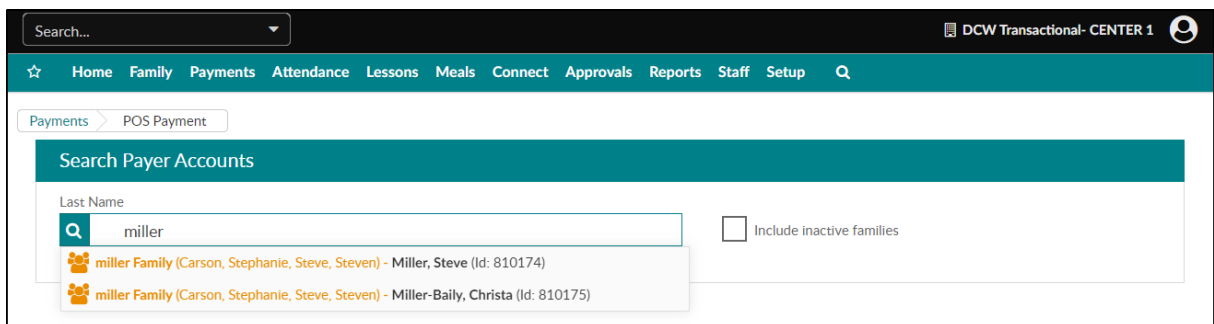 Search...
DCW Transactional- CENTER 1
Home Family Payments Attendance Lessons Meals Connect Approvals Reports Staff Setup
Payments POS Payment
Search Payer Accounts
Last Name
miller
Include inactive families
miller Family (Carson, Stephanie, Steve, Steven) - Miller, Steve (Id: 810174)
miller Family (Carson, Stephanie, Steve, Steven) - Miller-Baily, Christa (Id: 810175)